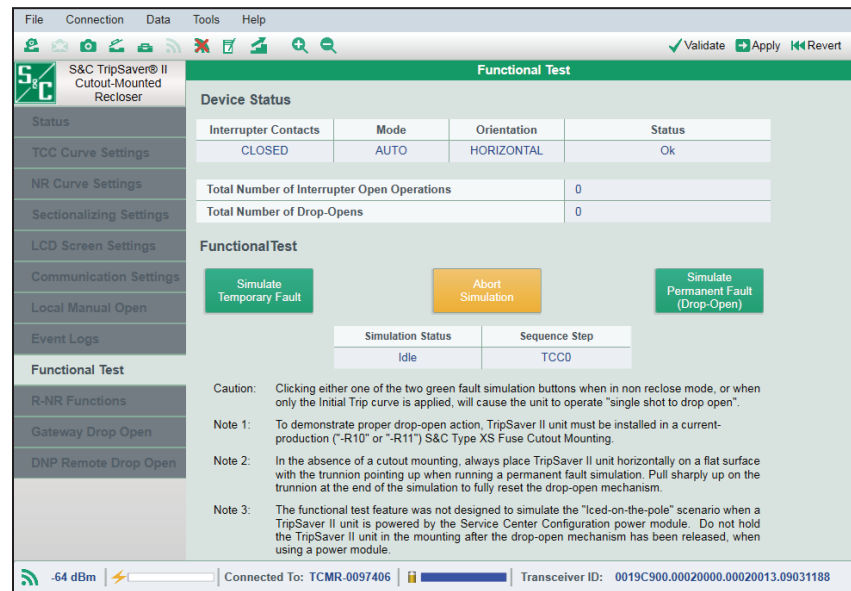 File Connection Data Tools Help
Validate Apply Revert
S&C
S&C TripSaver® II
Cutout-Mounted
Recloser
Functional Test
Status
TCC Curve Settings
NR Curve Settings
Sectionalizing Settings
LCD Screen Settings
Communication Settings
Local Manual Open
Event Logs
Functional Test
R-NR Functions
Gateway Drop Open
DNP Remote Drop Open
Device Status
Interrupter Contacts Mode Orientation Status
CLOSED AUTO HORIZONTAL Ok
Total Number of Interrupter Open Operations 0
Total Number of Drop-Opens 0
FunctionalTest
Simulate
Temporary Fault
Abort
Simulation
Simulate
Permanent Fault
(Drop-Open)
Simulation Status Sequence Step
Idle TCC0
Caution: Clicking either one of the two green fault simulation buttons when in non reclose mode, or when
only the Initial Trip curve is applied, will cause the unit to operate "single shot to drop open".
Note 1: To demonstrate proper drop-open action, TripSaver II unit must be installed in a current-
production ("-R10" or "-R11") S&C Type XS Fuse Cutout Mounting.
Note 2: In the absence of a cutout mounting, always place TripSaver II unit horizontally on a flat surface
with the trunnion pointing up when running a permanent fault simulation. Pull sharply up on the
trunnion at the end of the simulation to fully reset the drop-open mechanism.
Note 3: The functional test feature was not designed to simulate the "Iced-on-the-pole" scenario when a
TripSaver II unit is powered by the Service Center Configuration power module. Do not hold
the TripSaver II unit in the mounting after the drop-open mechanism has been released, when
using a power module.
-64 dBm Connected To: TCMR-0097406 Transceiver ID: 0019C900.00020000.00020013.09031188